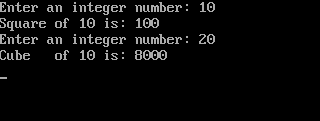 Enter an integer number: 10
Square of 10 is: 100
Enter an integer number: 20
Cube   of 10 is: 8000